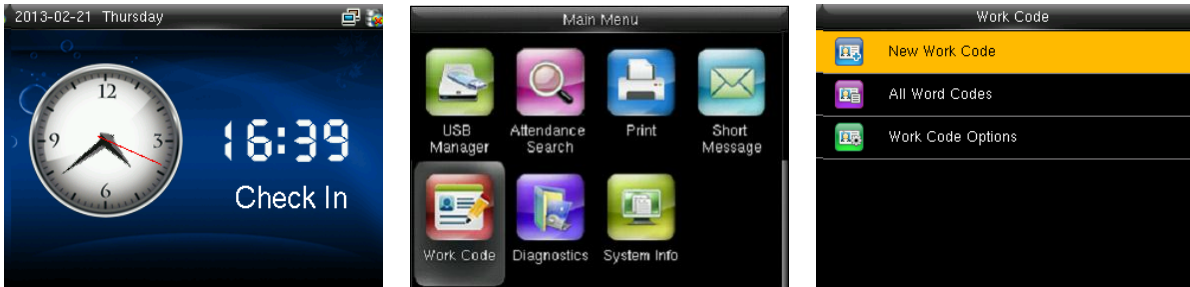 2013-02-21 Thursday
12
9
3
6
16:39
Check In
Main Menu
USB Manager
Attendance Search
Print
Short Message
Work Code
Diagnostics
System Info
Work Code
New Work Code
All Word Codes
Work Code Options